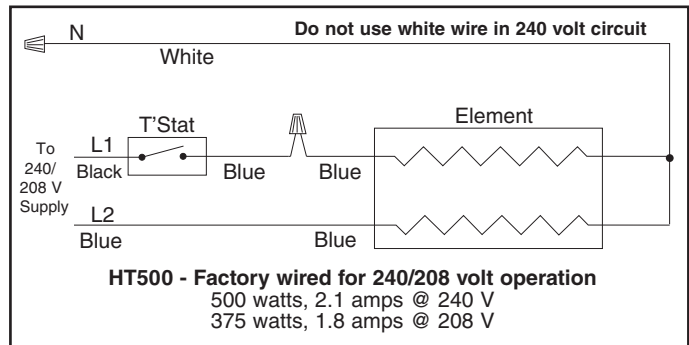 N
Do not use white wire in 240 volt circuit
White
T'Stat
Element
To
240/
208 V
Supply
L1
Black
Blue
Blue
L2
Blue
Blue
HT500 - Factory wired for 240/208 volt operation
500 watts, 2.1 amps @ 240 V
375 watts, 1.8 amps @ 208 V